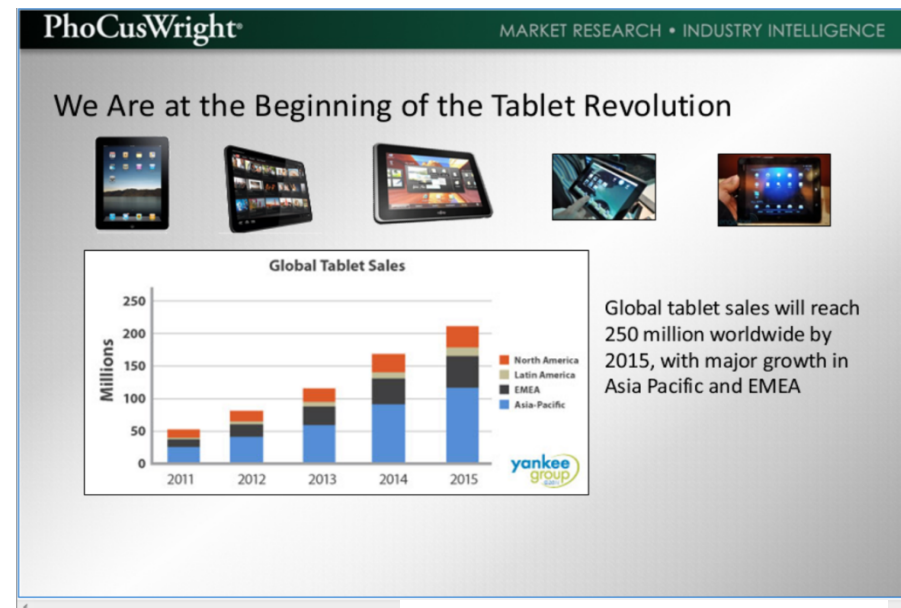 PhoCusWright®
MARKET RESEARCH • INDUSTRY INTELLIGENCE
We Are at the Beginning of the Tablet Revolution
Global Tablet Sales
Millions
250
200
150
100
50
0
2011 2012 2013 2014 2015
North America
Latin America
EMEA
Asia-Pacific
yankee
group
Global tablet sales will reach
250 million worldwide by
2015, with major growth in
Asia Pacific and EMEA